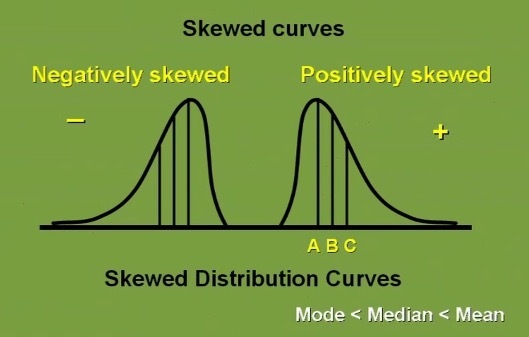 Skewed curves
Negatively skewed
Positively skewed
–
+
A B C
Skewed Distribution Curves
Mode < Median < Mean